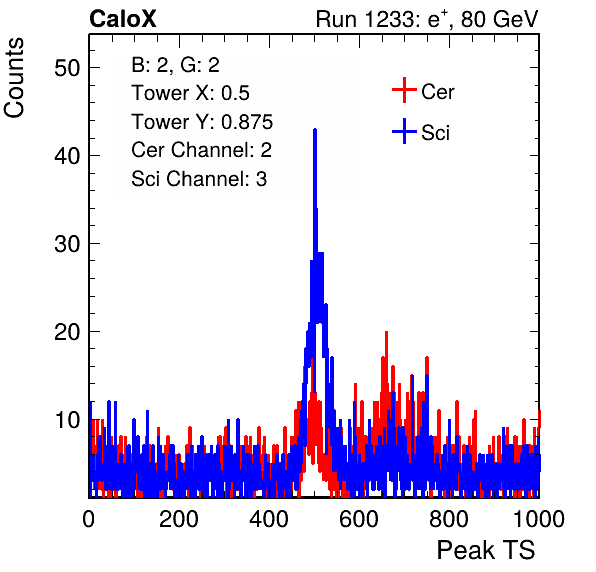 CaloX Run 1233: e⁺, 80 GeV
Counts
B: 2, G: 2
Tower X: 0.5
Tower Y: 0.875
Cer Channel: 2
Sci Channel: 3
Cer
Sci
50
40
30
20
10
0 200 400 600 800 1000
Peak TS